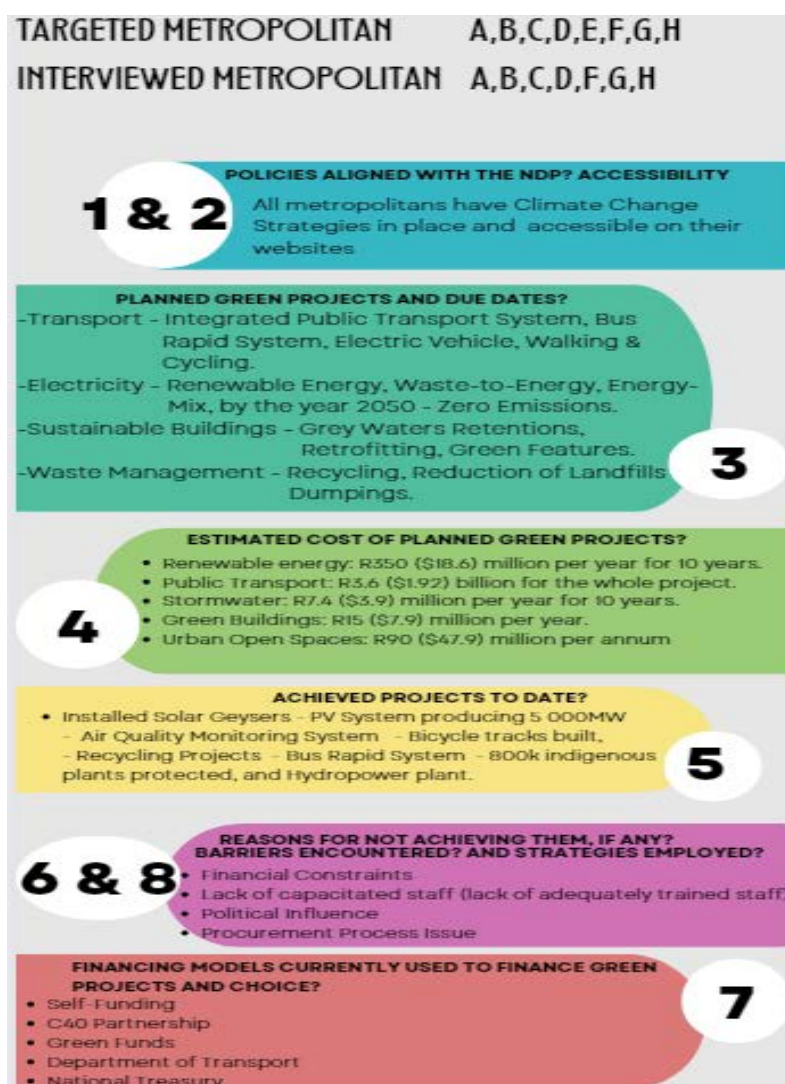 TARGETED METROPOLITAN A,B,C,D,E,F,G,H
INTERVIEWED METROPOLITAN A,B,C,D,F,G,H
1 & 2
POLICIES ALIGNED WITH THE NDP? ACCESSIBILITY
All metropolitans have Climate Change
Strategies in place and accessible on their
websites
PLANNED GREEN PROJECTS AND DUE DATES?
-Transport - Integrated Public Transport System, Bus
Rapid System, Electric Vehicle, Walking &
Cycling.
-Electricity - Renewable Energy, Waste-to-Energy, Energy-
Mix, by the year 2050 - Zero Emissions.
-Sustainable Buildings - Grey Waters Retentions,
Retrofitting, Green Features.
-Waste Management - Recycling, Reduction of Landfills
Dumpings.
3
ESTIMATED COST OF PLANNED GREEN PROJECTS?
• Renewable energy: R350 ($18.6) million per year for 10 years.
• Public Transport: R3.6 ($1.92) billion for the whole project.
• Stormwater: R7.4 ($3.9) million per year for 10 years.
• Green Buildings: R15 ($7.9) million per year.
• Urban Open Spaces: R90 ($47.9) million per annum
4
ACHIEVED PROJECTS TO DATE?
• Installed Solar Geysers - PV System producing 5 000MW
- Air Quality Monitoring System - Bicycle tracks built,
- Recycling Projects - Bus Rapid System - 800k indigenous
plants protected, and Hydropower plant.
5
REASONS FOR NOT ACHIEVING THEM, IF ANY?
BARRIERS ENCOUNTERED? AND STRATEGIES EMPLOYED?
6 & 8
• Financial Constraints
• Lack of capacitated staff (lack of adequately trained staff)
• Political Influence
• Procurement Process Issue
FINANCING MODELS CURRENTLY USED TO FINANCE GREEN
PROJECTS AND CHOICE?
7
• Self-Funding
• C40 Partnership
• Green Funds
• Department of Transport
• National Treasury